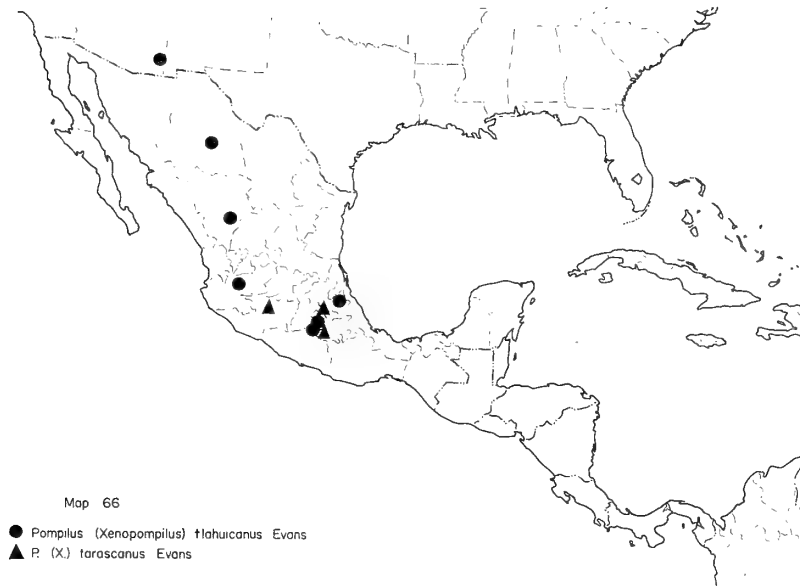 Map 66
Pompilus (Xenopompilus) tlahuicanus Evans
P. (X.) tarascanus Evans